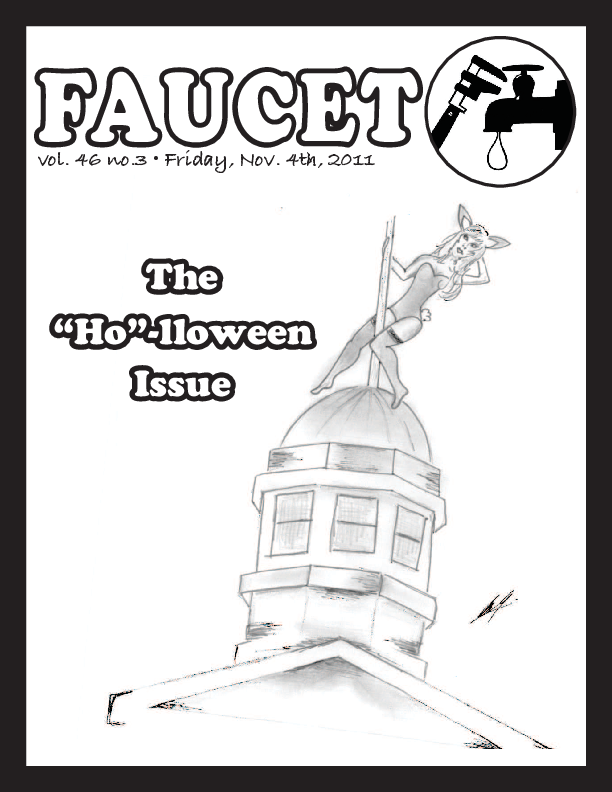 FAUCET
vol. 46 no.3 • Friday, Nov. 4th, 2011
The
“Ho”-lloween
Issue